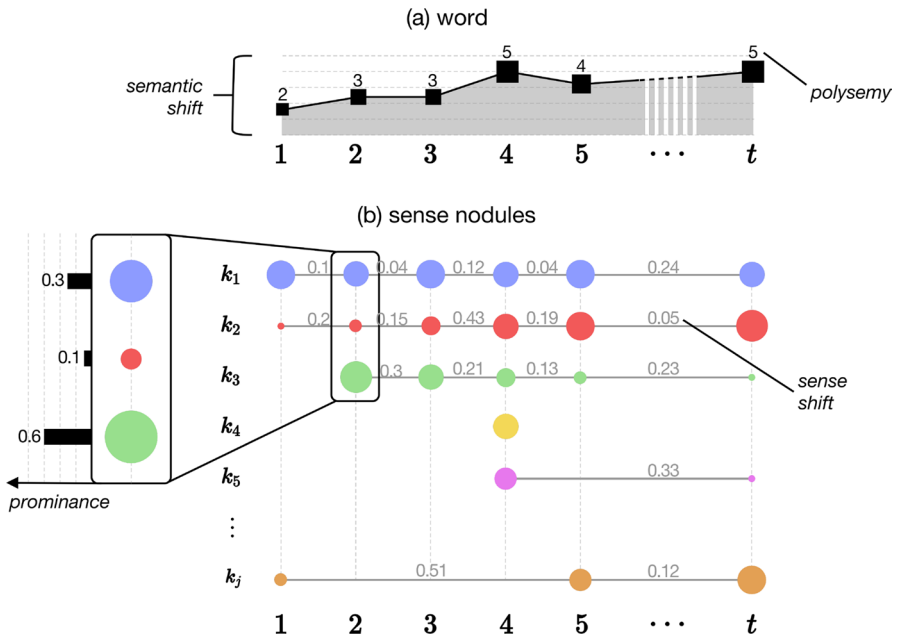 (a) word
semantic
shift
2 3 3 5 4 5
polysemy
1 2 3 4 5 ... t
(b) sense nodules
0.3
0.1
0.6
prominance
k1 0.1 0.04 0.12 0.04 0.24
k2 0.2 0.15 0.43 0.19 0.05
k3 0.3 0.21 0.13 0.23
sense
shift
k4
k5 0.33
⋮
kj 0.51 0.12
1 2 3 4 5 ... t